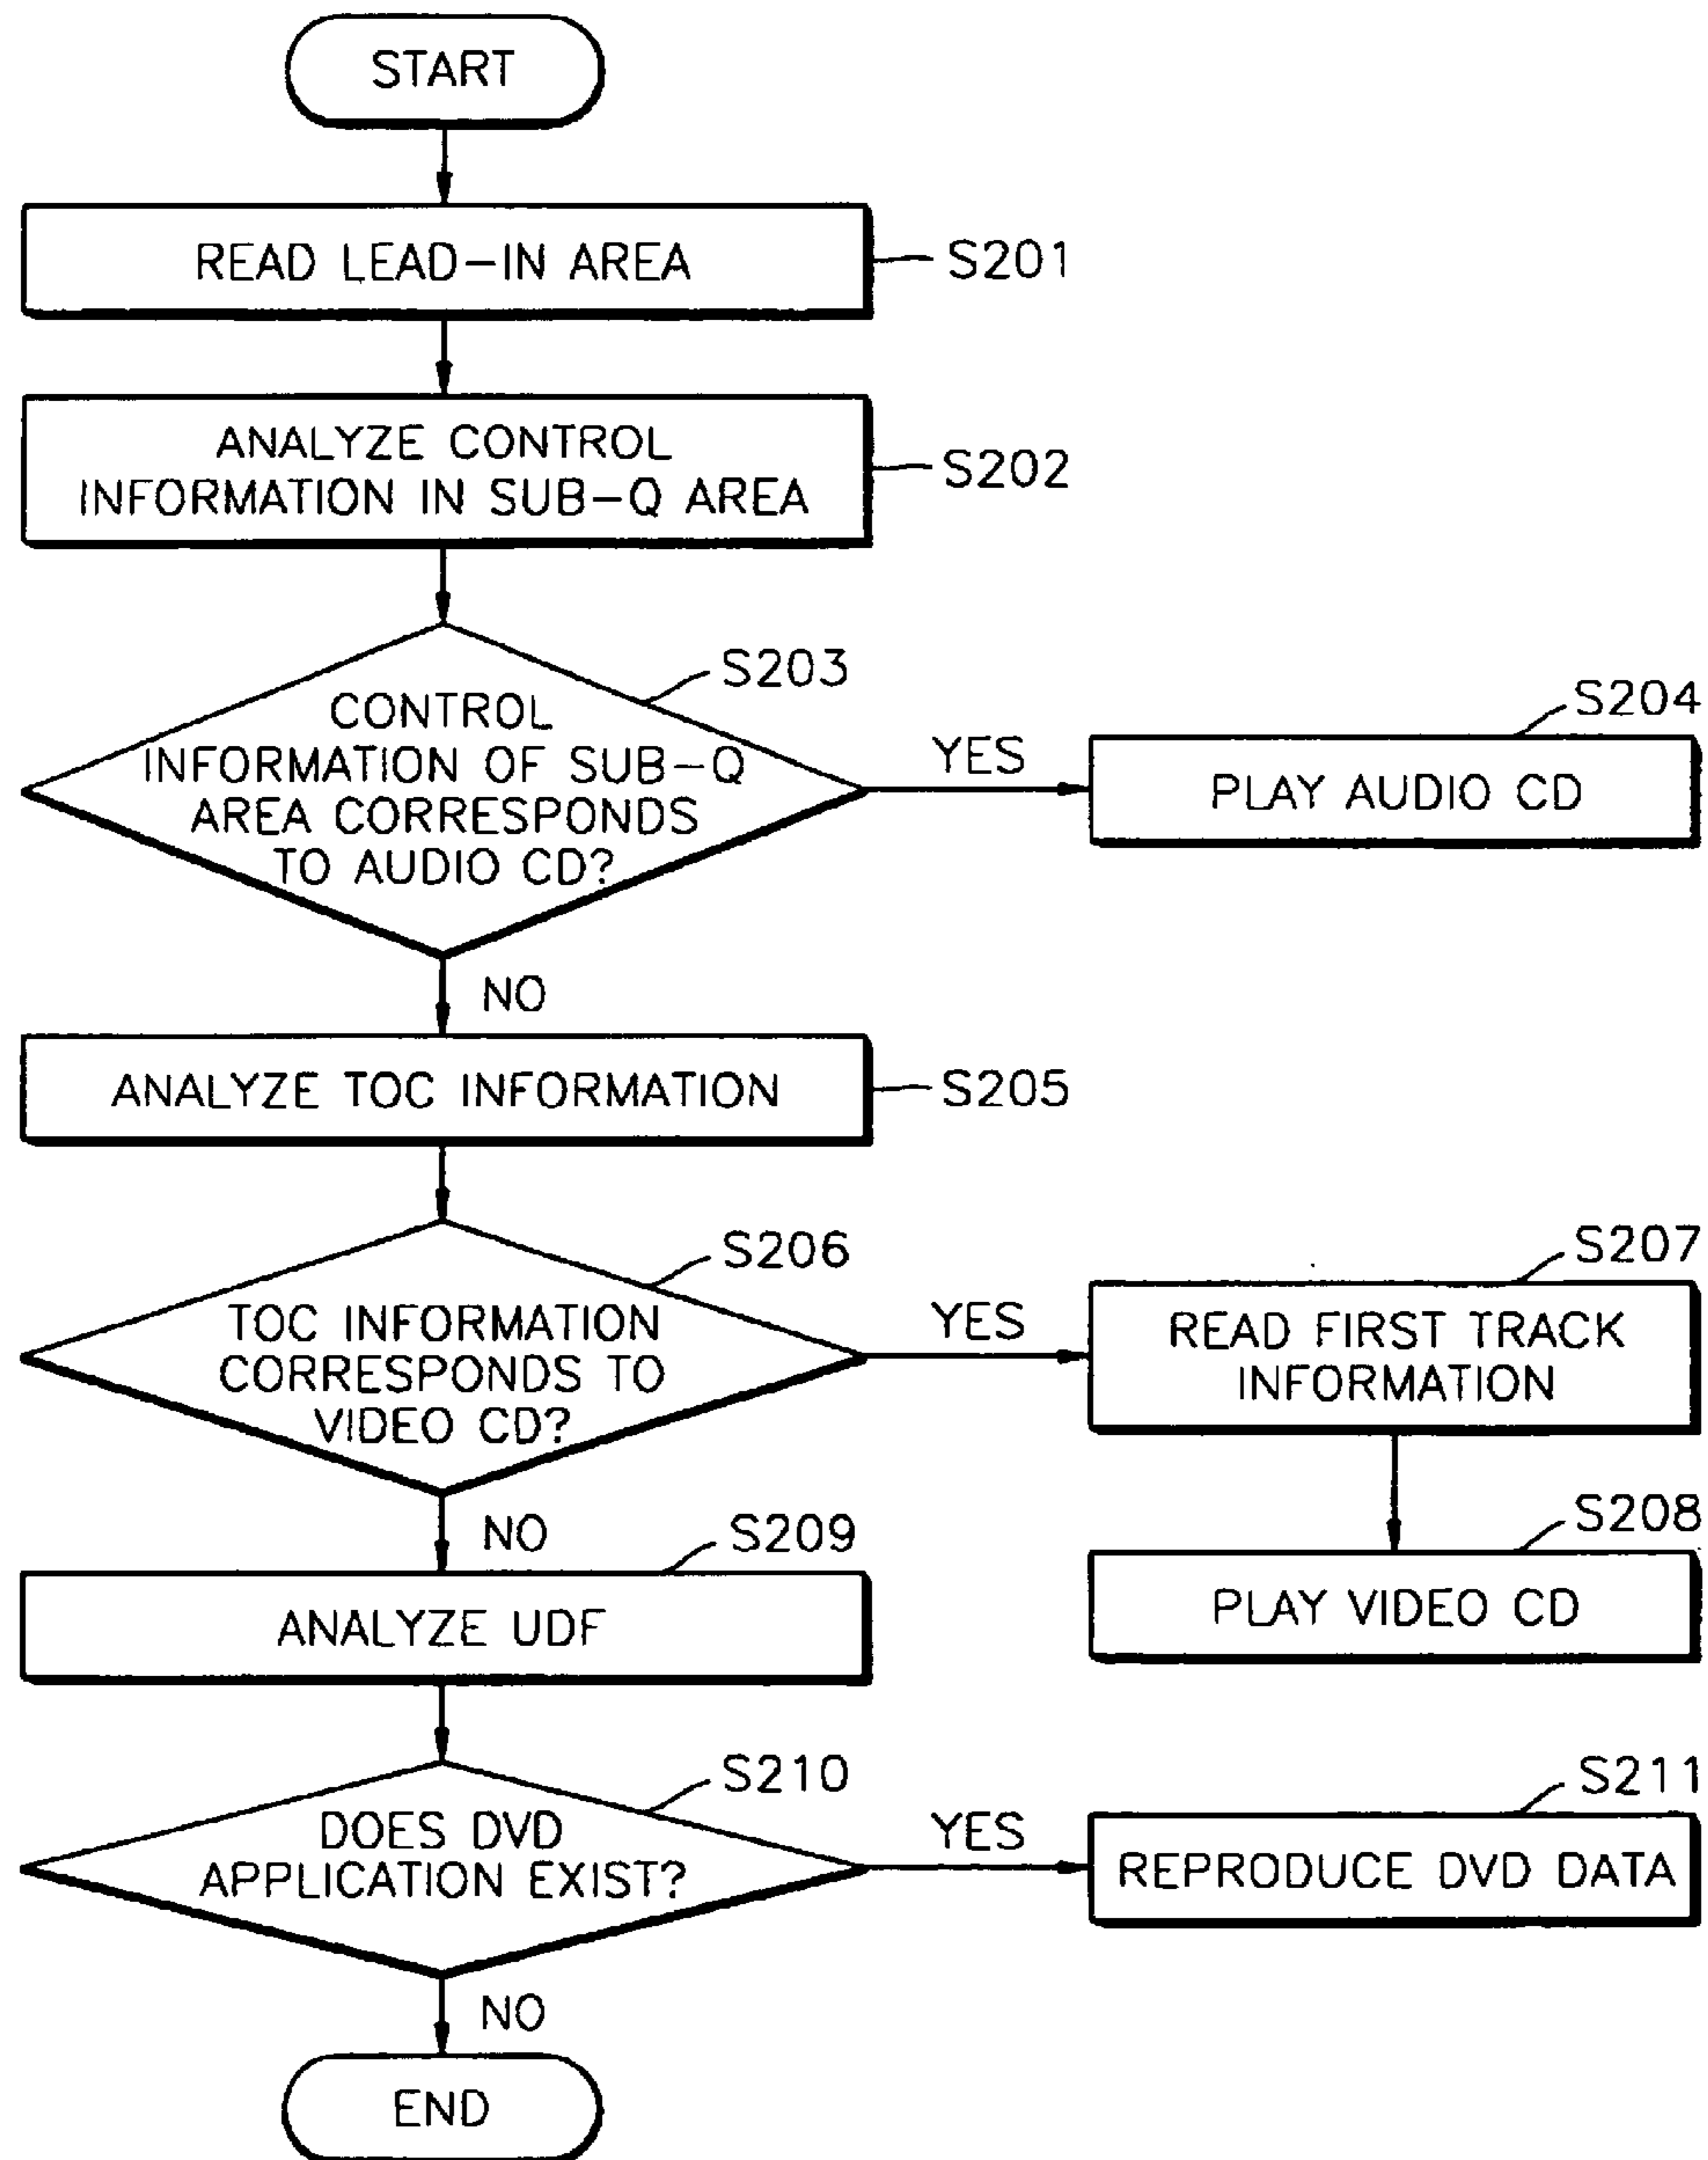 START
READ LEAD-IN AREA
S201
ANALYZE CONTROL
INFORMATION IN SUB-Q AREA
S202
S203
CONTROL
INFORMATION OF SUB-Q
AREA CORRESPONDS
TO AUDIO CD?
YES
S204
PLAY AUDIO CD
NO
ANALYZE TOC INFORMATION
S205
S206
TOC INFORMATION
CORRESPONDS TO
VIDEO CD?
YES
S207
READ FIRST TRACK
INFORMATION
S208
PLAY VIDEO CD
NO
S209
ANALYZE UDF
S210
DOES DVD
APPLICATION EXIST?
YES
S211
REPRODUCE DVD DATA
NO
END